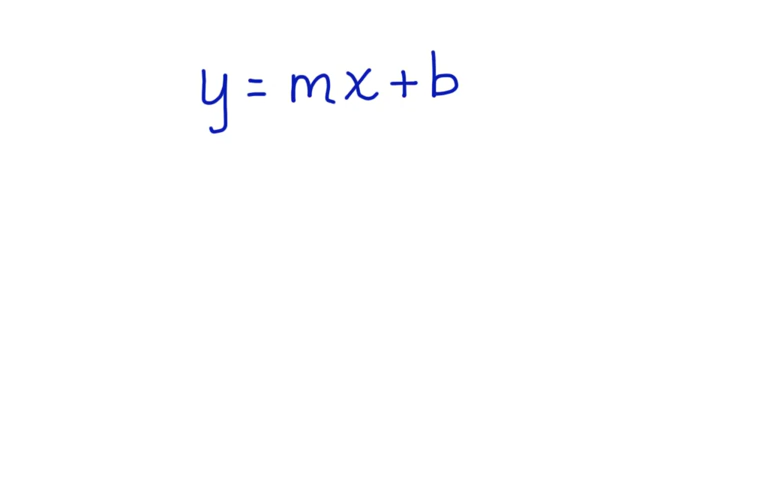 y = mx + b